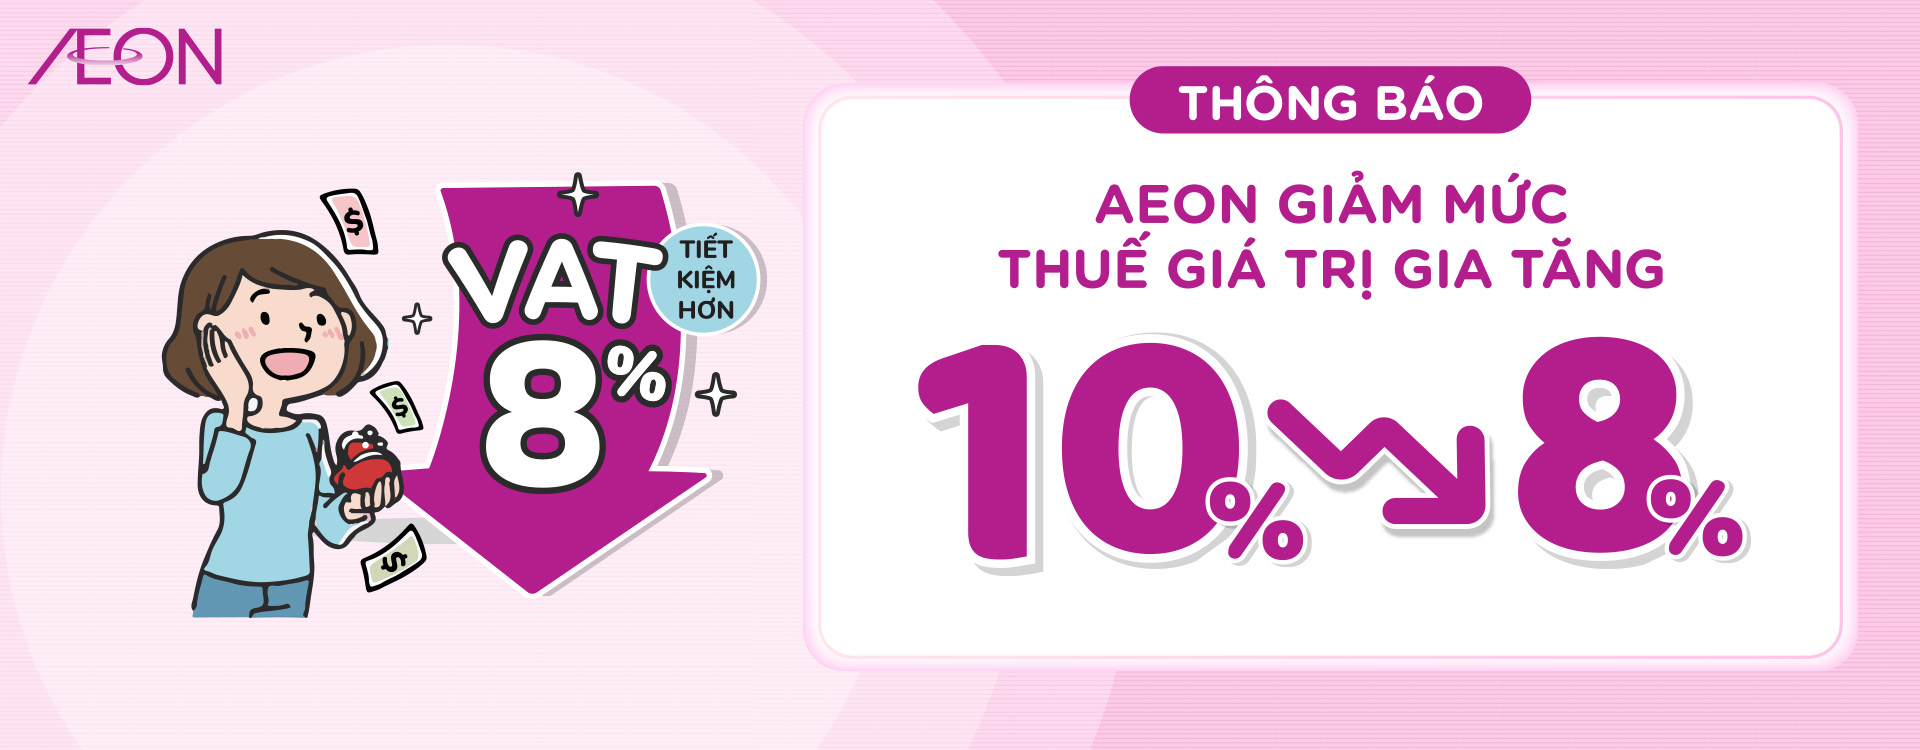 AEON
$
VAT
8%
TIẾT
KIỆM
HƠN
$
$
THÔNG BÁO
AEON GIẢM MỨC
THUẾ GIÁ TRỊ GIA TĂNG
10% 8%